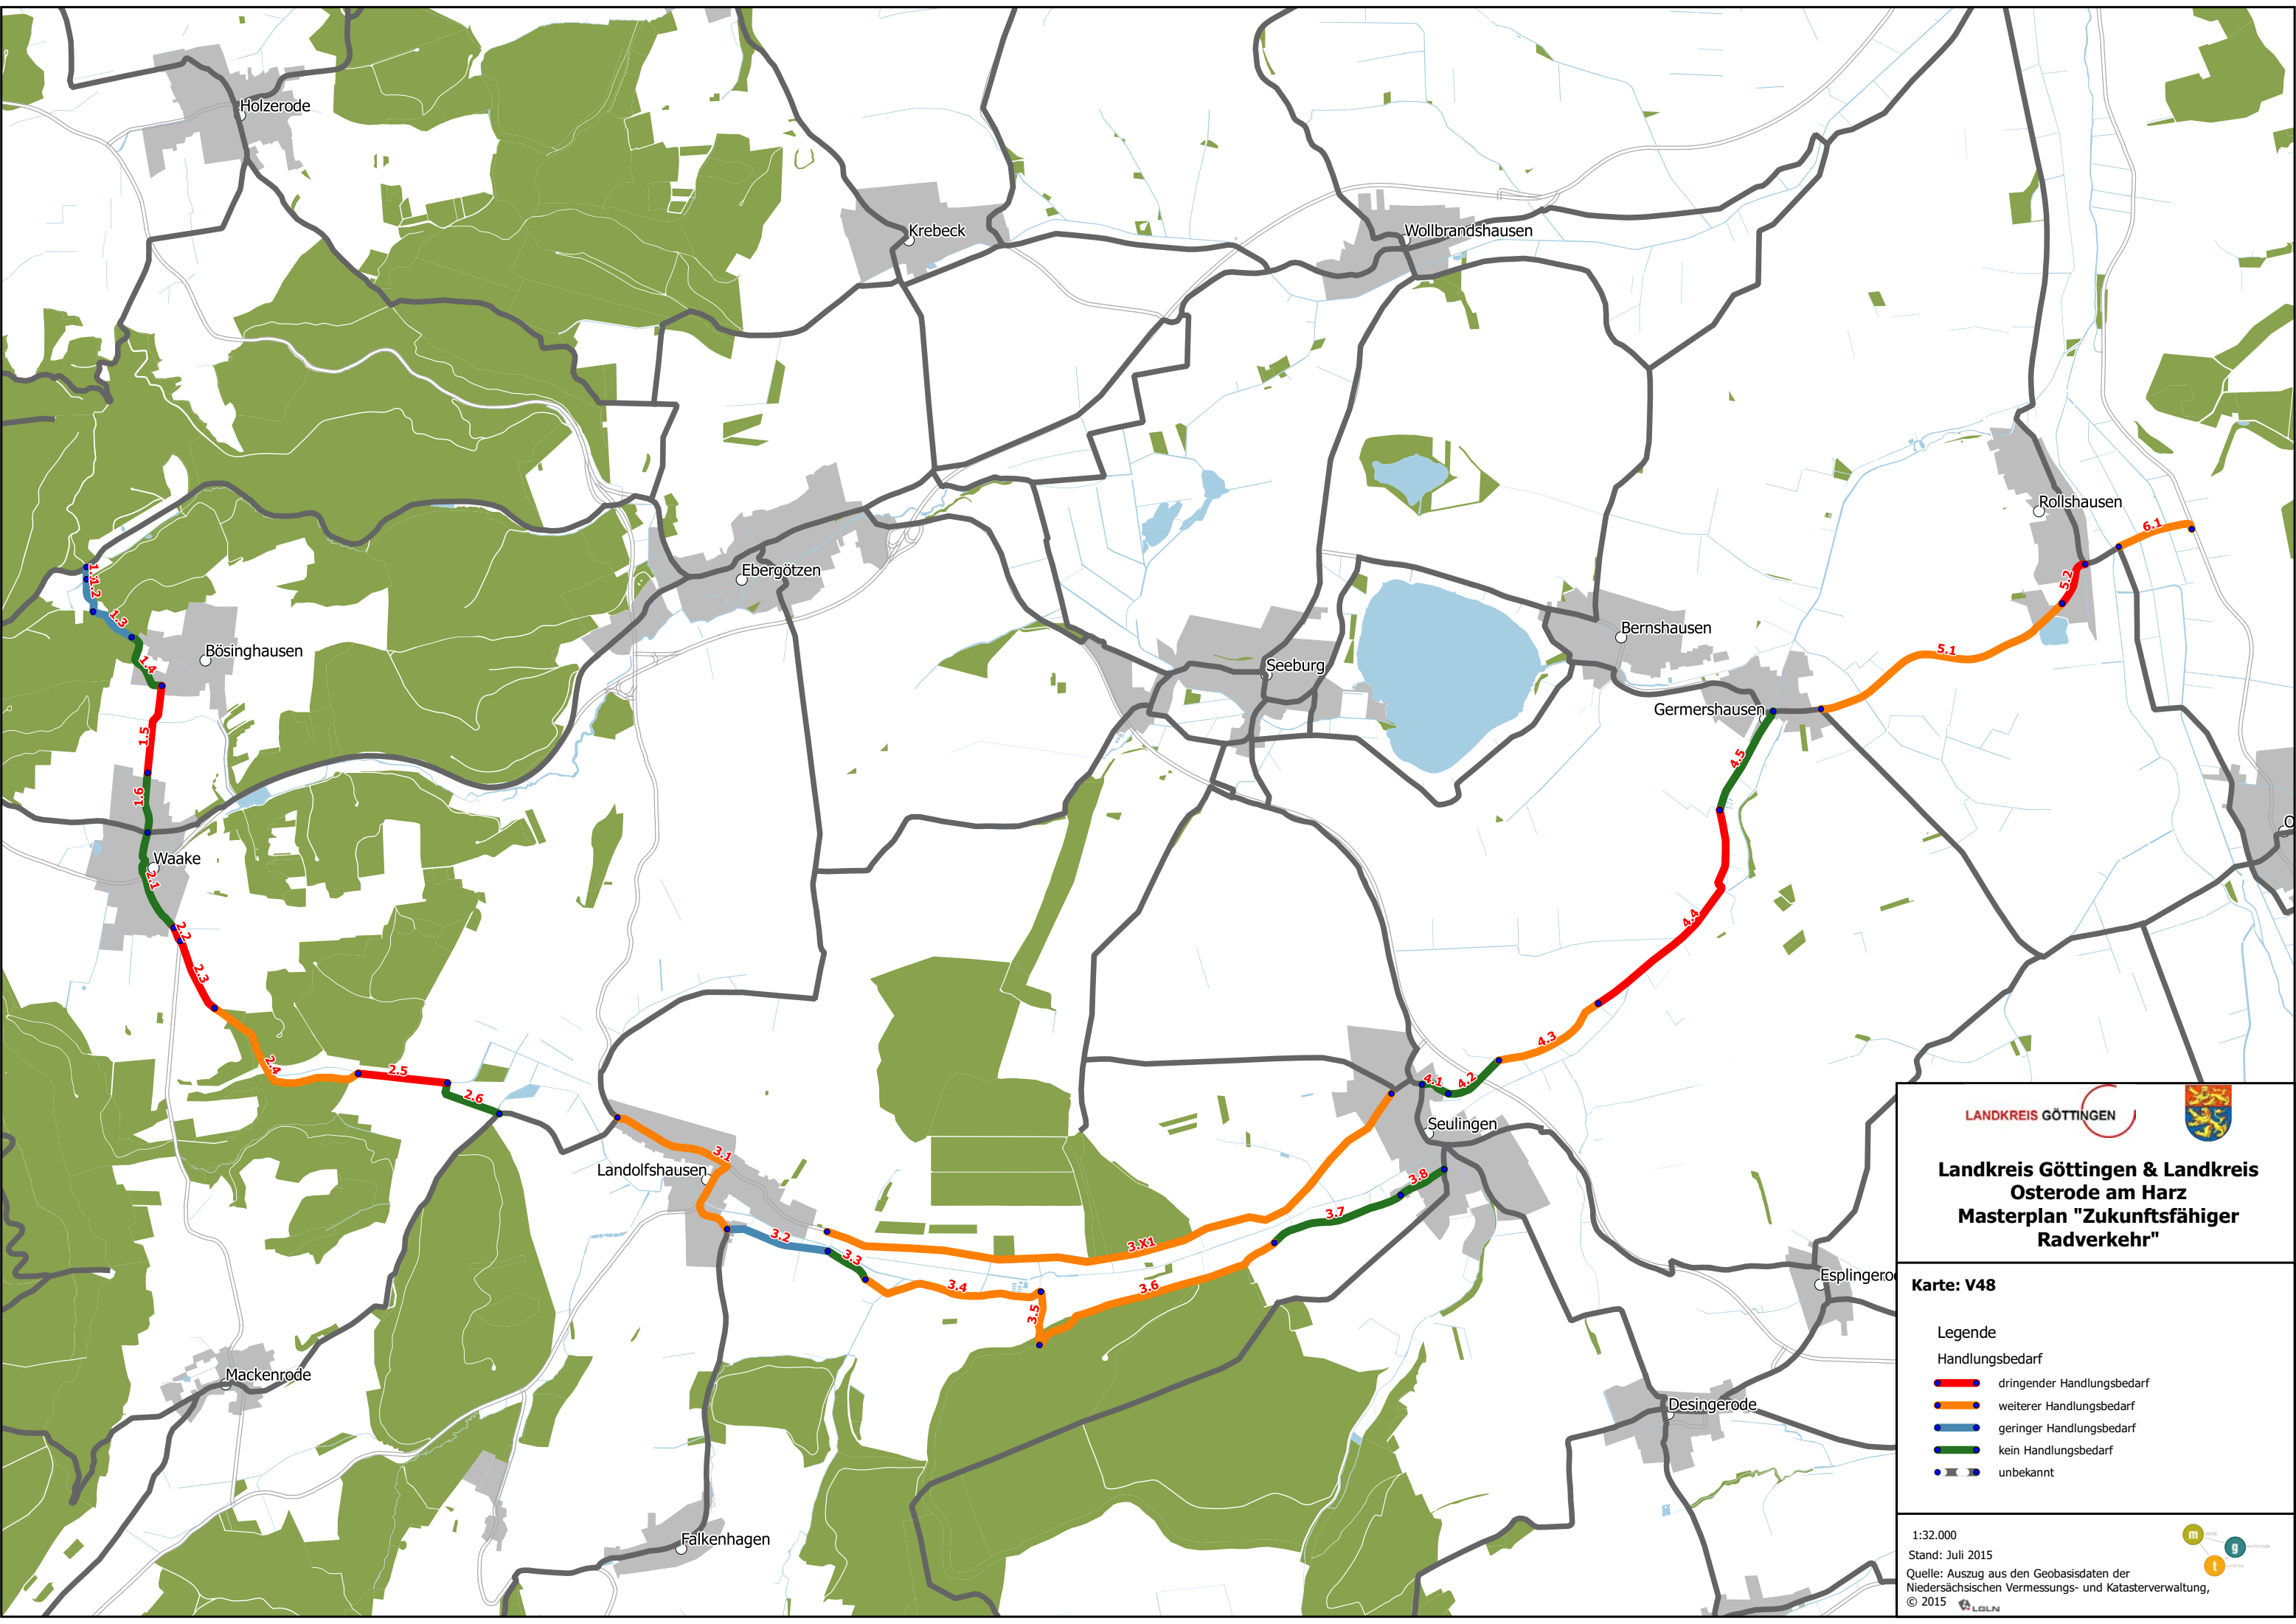 Holzerode
Krebeck
Wollbrandshausen
Rollshausen
6.1
5.2
Ebergötzen
1.2
1.3
Bösinghausen
1.4
Seeburg
Bernshausen
5.1
Germershausen
1.5
4.5
1.6
O
Waake
2.1
4.4
2.2
2.3
4.3
2.4
2.5
4.1
4.2
2.6
Seulingen
3.1
Landolfshausen
3.8
3.7
3.2
3.X1
3.3
3.4
3.6
3.5
Esplingero
Mackenrode
Desingerode
Falkenhagen
LANDKREIS GÖTTINGEN
Landkreis Göttingen & Landkreis
Osterode am Harz
Masterplan "Zukunftsfähiger
Radverkehr"
Karte: V48
Legende
Handlungsbedarf
dringender Handlungsbedarf
weiterer Handlungsbedarf
geringer Handlungsbedarf
kein Handlungsbedarf
unbekannt
1:32.000
Stand: Juli 2015
Quelle: Auszug aus den Geobasisdaten der
Niedersächsischen Vermessungs- und Katasterverwaltung,
© 2015 LGLN
m
g
t